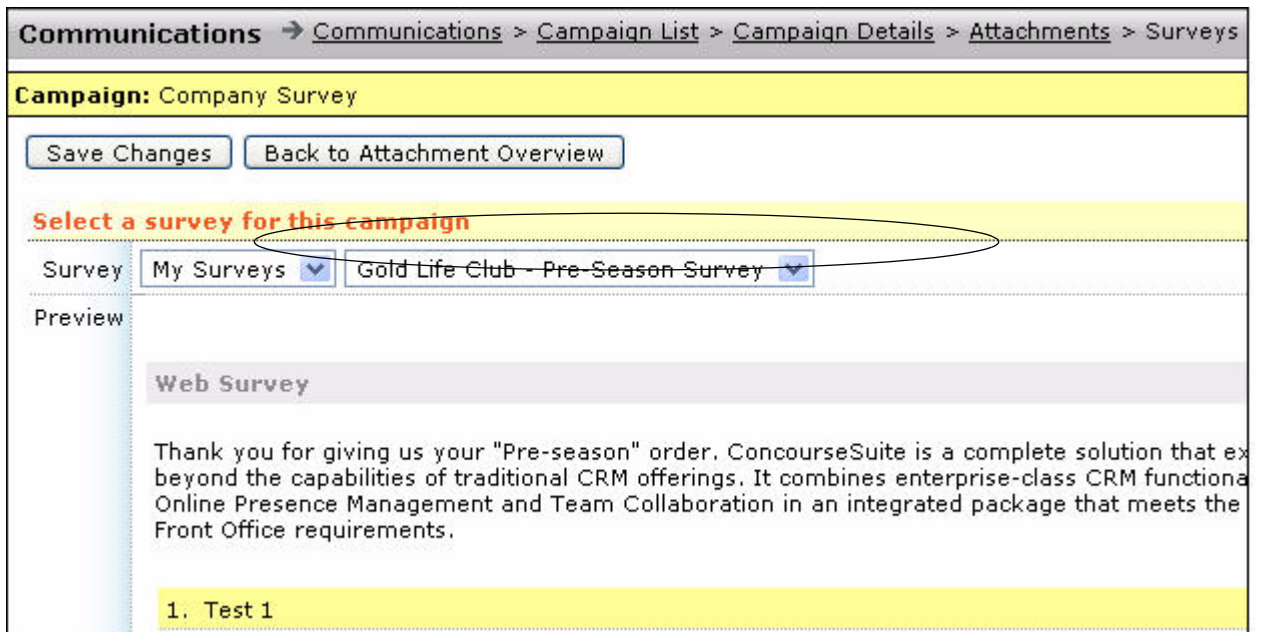 Communications → Communications > Campaign List > Campaign Details > Attachments > Surveys
Campaign: Company Survey
Save Changes Back to Attachment Overview
Select a survey for this campaign
Survey My Surveys Gold Life Club - Pre-Season Survey
Preview
Web Survey
Thank you for giving us your "Pre-season" order. ConcourseSuite is a complete solution that ex
beyond the capabilities of traditional CRM offerings. It combines enterprise-class CRM functiona
Online Presence Management and Team Collaboration in an integrated package that meets the
Front Office requirements.
1. Test 1